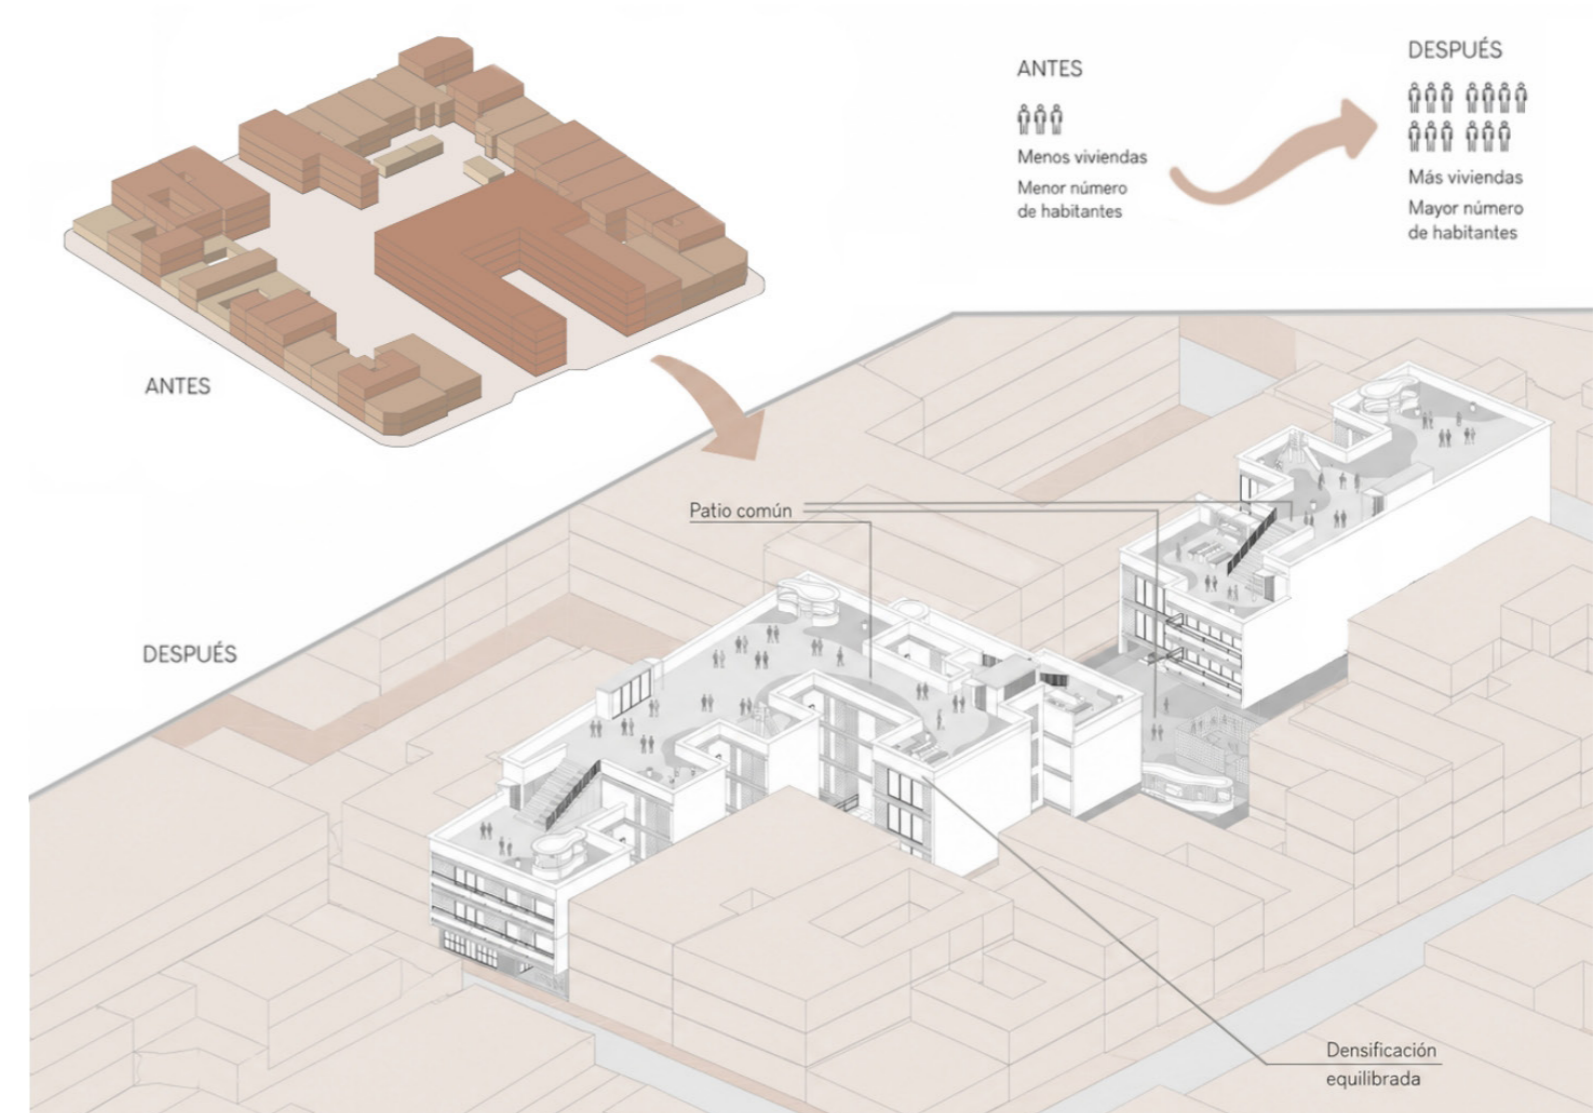 ANTES
Menos viviendas
Menor número
de habitantes
DESPUÉS
Más viviendas
Mayor número
de habitantes
ANTES
Patio común
DESPUÉS
Densificación
equilibrada